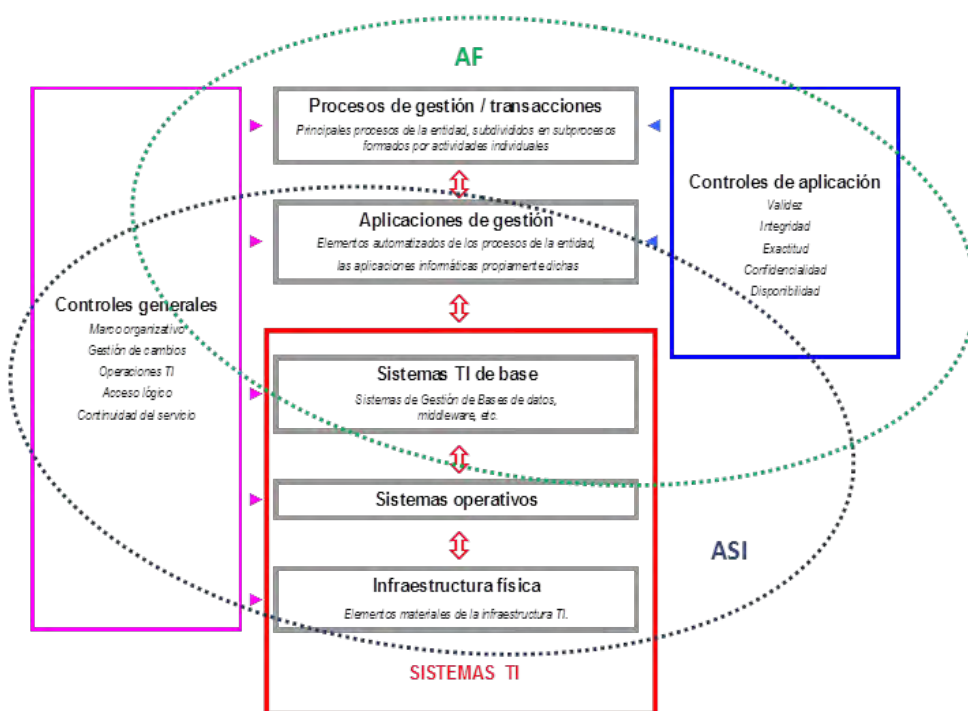 AF
Procesos de gestión / transacciones
Principales procesos de la entidad, subdivididos en subprocesos
formados por actividades individuales
Aplicaciones de gestión
Elementos automatizados de los procesos de la entidad,
las aplicaciones informáticas propiamente dichas
Controles de aplicación
Validez
Integridad
Exactitud
Confidencialidad
Disponibilidad
Controles generales
Marco organizativo
Gestión de cambios
Operaciones TI
Acceso lógico
Continuidad del servicio
Sistemas TI de base
Sistemas de Gestión de Bases de datos,
middleware, etc.
Sistemas operativos
ASI
Infraestructura física
Elementos materiales de la infraestructura TI.
SISTEMAS TI